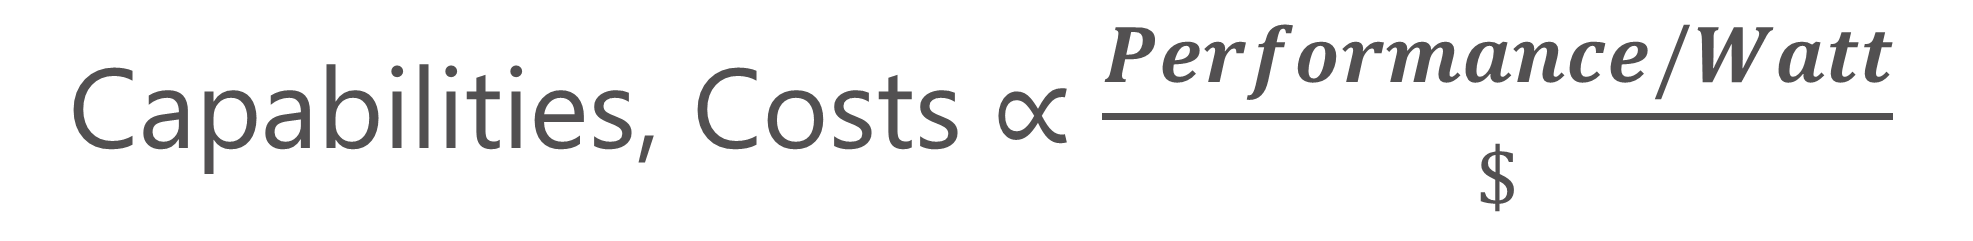 Capabilities, Costs ∝ Performance/Watt
$